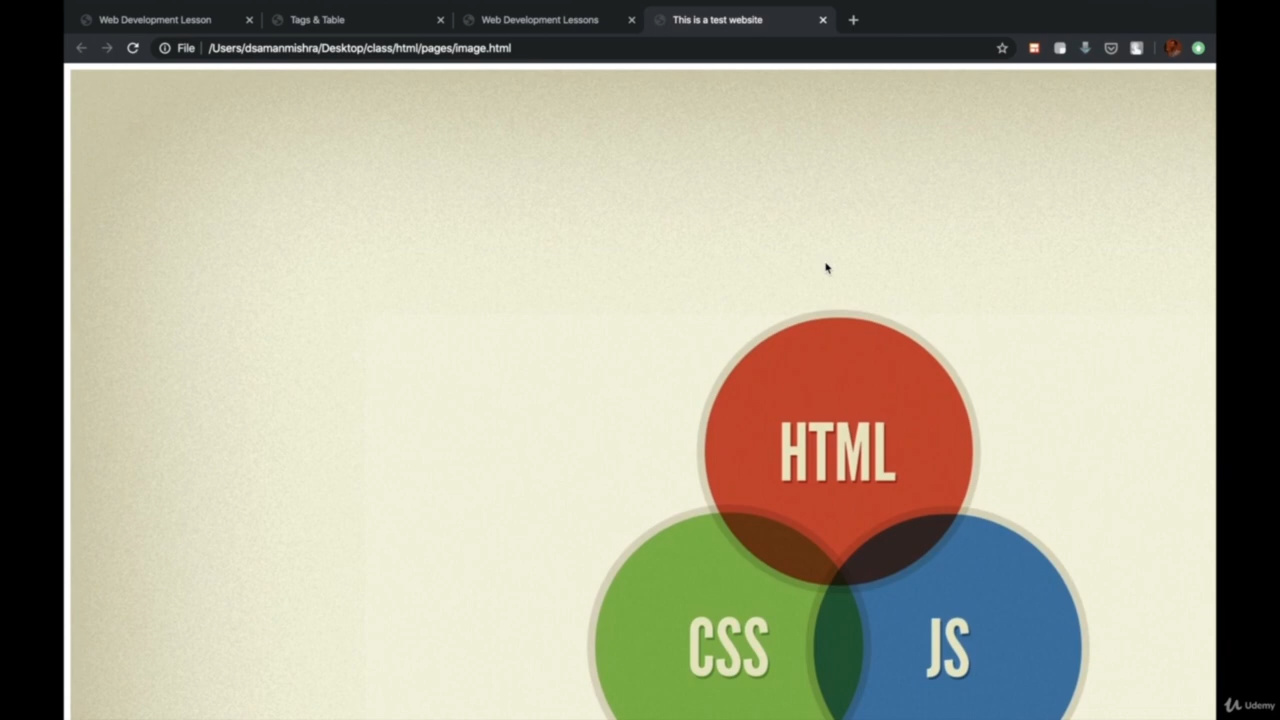 Web Development Lesson
Tags & Table
Web Development Lessons
This is a test website
File
/Users/dsamanmishra/Desktop/class/html/pages/image.html
HTML
CSS
JS
Udemy